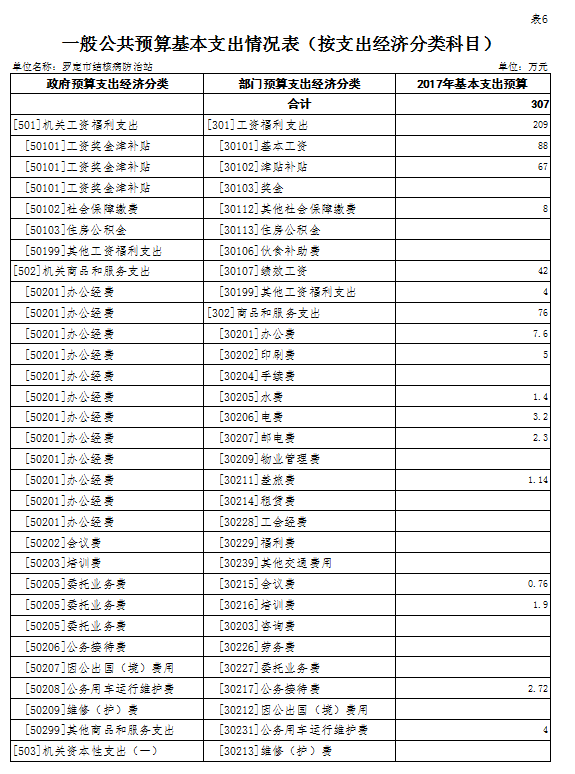 表6
一般公共预算基本支出情况表（按支出经济分类科目）
单位名称：罗定市结核病防治站 单位：万元
政府预算支出经济分类 部门预算支出经济分类 2017年基本支出预算
合计 307
[501]机关工资福利支出 [301]工资福利支出 209
[50101]工资奖金津补贴 [30101]基本工资 88
[50101]工资奖金津补贴 [30102]津贴补贴 67
[50101]工资奖金津补贴 [30103]奖金
[50102]社会保障缴费 [30112]其他社会保障缴费 8
[50103]住房公积金 [30113]住房公积金
[50199]其他工资福利支出 [30106]伙食补助费
[502]机关商品和服务支出 [30107]绩效工资 42
[50201]办公经费 [30199]其他工资福利支出 4
[50201]办公经费 [302]商品和服务支出 76
[50201]办公经费 [30201]办公费 7.6
[50201]办公经费 [30202]印刷费 5
[50201]办公经费 [30204]手续费
[50201]办公经费 [30205]水费 1.4
[50201]办公经费 [30206]电费 3.2
[50201]办公经费 [30207]邮电费 2.3
[50201]办公经费 [30209]物业管理费
[50201]办公经费 [30211]差旅费 1.14
[50201]办公经费 [30214]租赁费
[50201]办公经费 [30228]工会经费
[50202]会议费 [30229]福利费
[50203]培训费 [30239]其他交通费用
[50205]委托业务费 [30215]会议费 0.76
[50205]委托业务费 [30216]培训费 1.9
[50205]委托业务费 [30203]咨询费
[50206]公务接待费 [30226]劳务费
[50207]因公出国（境）费用 [30227]委托业务费
[50208]公务用车运行维护费 [30217]公务接待费 2.72
[50209]维修（护）费 [30212]因公出国（境）费用
[50299]其他商品和服务支出 [30231]公务用车运行维护费 4
[503]机关资本性支出（一） [30213]维修（护）费